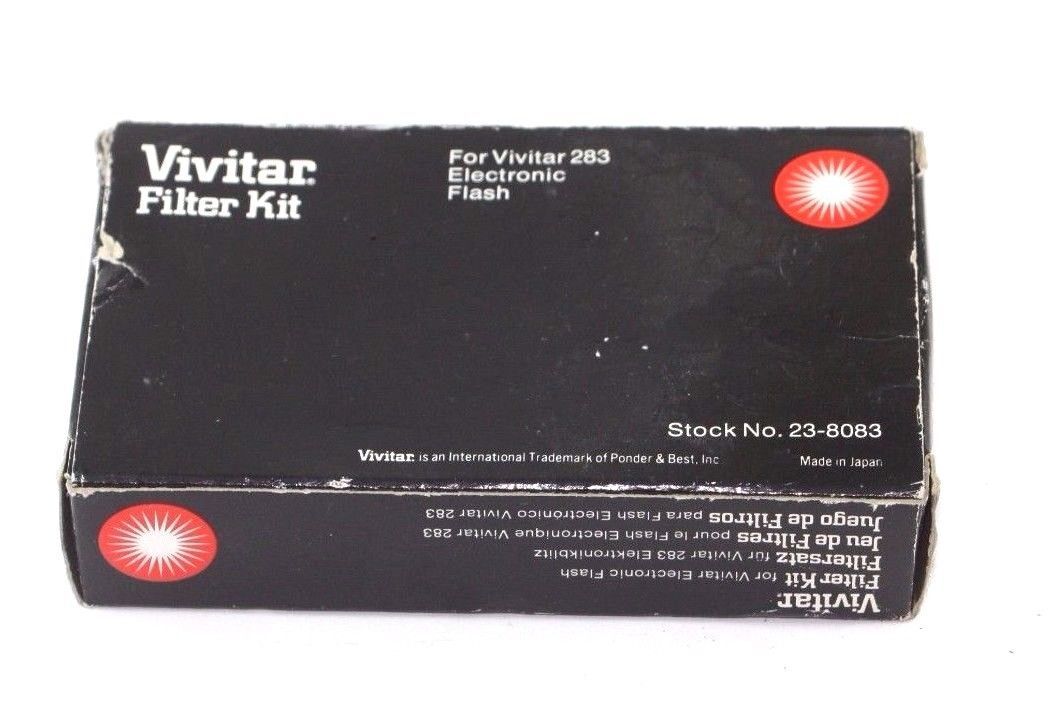 Vivitar.
Filter Kit
For Vivitar 283
Electronic
Flash
Stock No. 23-8083
Vivitar. is an International Trademark of Ponder & Best, Inc
Made in Japan
Vivitar.
Filter Kit for Vivitar Electronic Flash
Filtersatz für Vivitar 283 Elektronikblitz
Jeu de Filtres pour le Flash Electronique Vivitar 283
Juego de Filtros para Flash Electrónico Vivitar 283